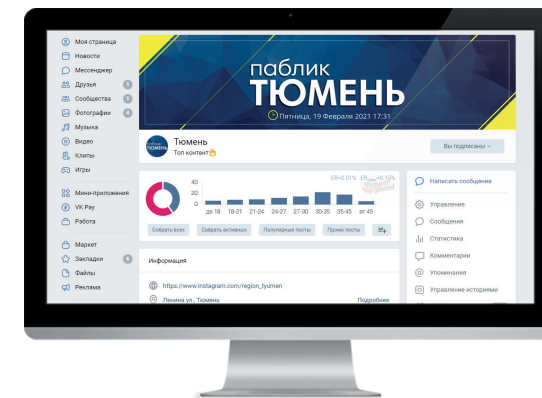 Моя страница
Новости
Мессенджер
Друзья
Сообщества
Фотографии
Музыка
Видео
Клипы
Игры
Мини-приложения
VK Pay
Работа
Маркет
Закладки
Файлы
Реклама
паблик
ТЮМЕНЬ
Пятница, 19 Февраля 2021 17:31
Тюмень
Топ контент
Вы подписаны
40
20
0
ER=0.01%
до 18 18-21 21-24 24-27 27-30 30-35 35-45 от 45
Собрать всех Собрать активных Популярные посты Промо посты
Информация
https://www.instagram.com/region_tyumen
Ленина ул., Тюмень Подробнее
Написать сообщение
Управление
Сообщения
Статистика
Комментарии
Упоминания
Управление историями